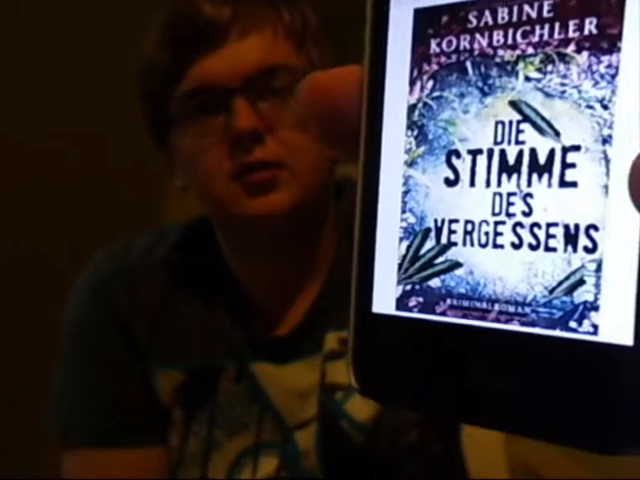 SABINE
KORNBICHLER
DIE
STIMME
DES
VERGESSENS
KRIMINALROMAN